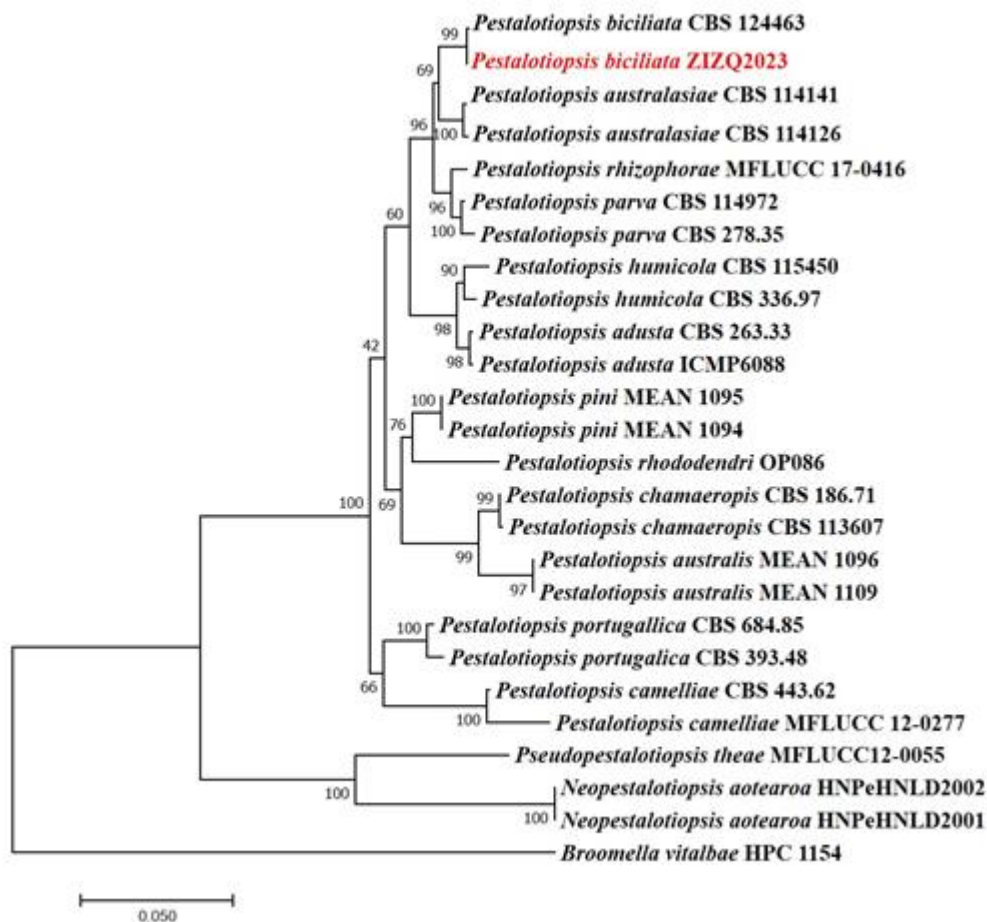 Pestalotiopsis biciliata CBS 124463
99
Pestalotiopsis biciliata ZIZQ2023
69
Pestalotiopsis australasiae CBS 114141
96
100
Pestalotiopsis australasiae CBS 114126
Pestalotiopsis rhizophorae MFLUCC 17-0416
96
Pestalotiopsis parva CBS 114972
60
100
Pestalotiopsis parva CBS 278.35
90
Pestalotiopsis humicola CBS 115450
Pestalotiopsis humicola CBS 336.97
98
Pestalotiopsis adusta CBS 263.33
42
98
Pestalotiopsis adusta ICMP6088
100
Pestalotiopsis pini MEAN 1095
76
Pestalotiopsis pini MEAN 1094
Pestalotiopsis rhododendri OP086
100
69
99
Pestalotiopsis chamaeropis CBS 186.71
Pestalotiopsis chamaeropis CBS 113607
99
Pestalotiopsis australis MEAN 1096
97
Pestalotiopsis australis MEAN 1109
100
Pestalotiopsis portugallica CBS 684.85
Pestalotiopsis portugalica CBS 393.48
66
Pestalotiopsis camelliae CBS 443.62
100
Pestalotiopsis camelliae MFLUCC 12-0277
Pseudopestalotiopsis theae MFLUCC12-0055
100
Neopestalotiopsis aotearoa HNPeHNLD2002
100
Neopestalotiopsis aotearoa HNPeHNLD2001
Broomella vitalbae HPC 1154
0.050